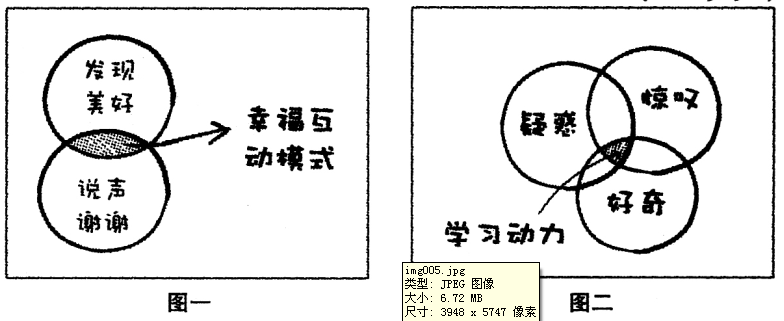 发现
美好
说声
谢谢
幸福互
动模式
图一
疑惑
惊叹
好奇
学习动力
图二
img005.jpg
类型: JPEG 图像
大小: 6.72 MB
尺寸: 3948 x 5747 像素